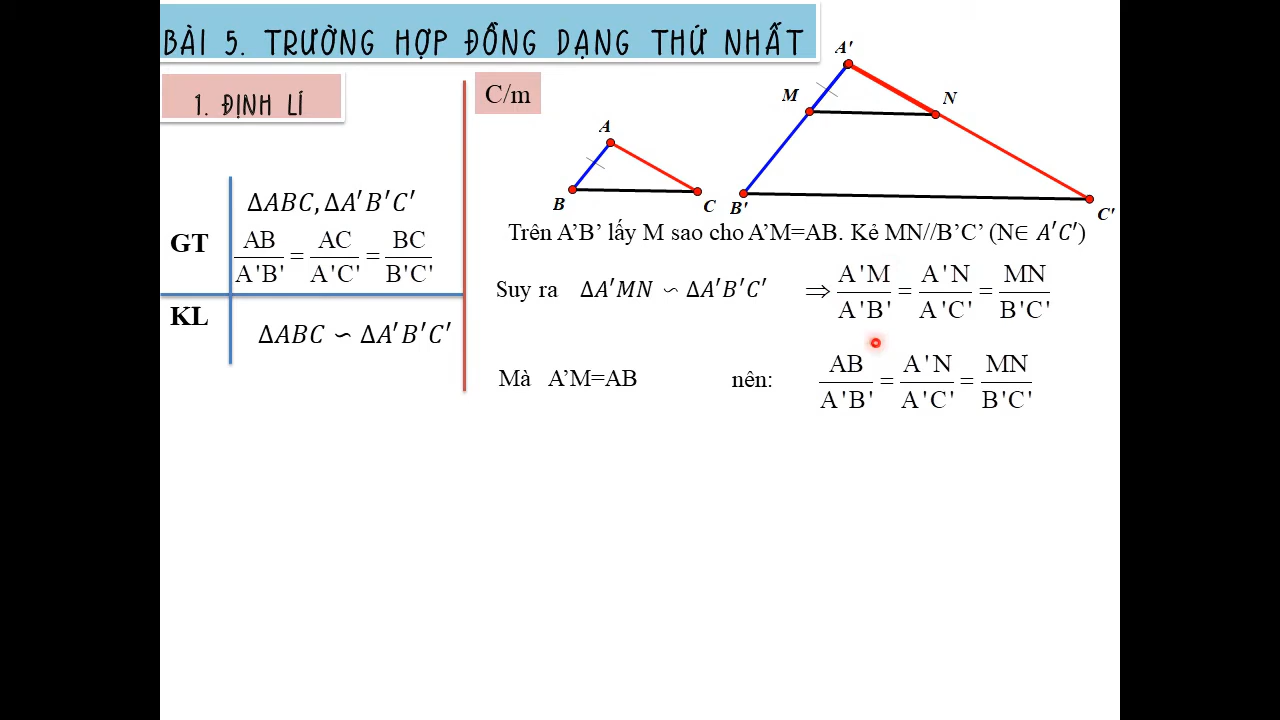 BÀI 5. TRƯỜNG HỢP ĐỒNG DẠNG THỨ NHẤT
1. ĐỊNH LÍ
C/m
A
B
C
A'
M
N
B'
C'
GT
ΔABC, ΔA′B′C′
AB/A'B' = AC/A'C' = BC/B'C'
KL
ΔABC ∽ ΔA′B′C′
Trên A’B’ lấy M sao cho A’M=AB. Kẻ MN//B’C’ (N∈ A′C′)
Suy ra ΔA′MN ∽ ΔA′B′C′ ⇒ A'M/A'B' = A'N/A'C' = MN/B'C'
Mà A’M=AB nên: AB/A'B' = A'N/A'C' = MN/B'C'